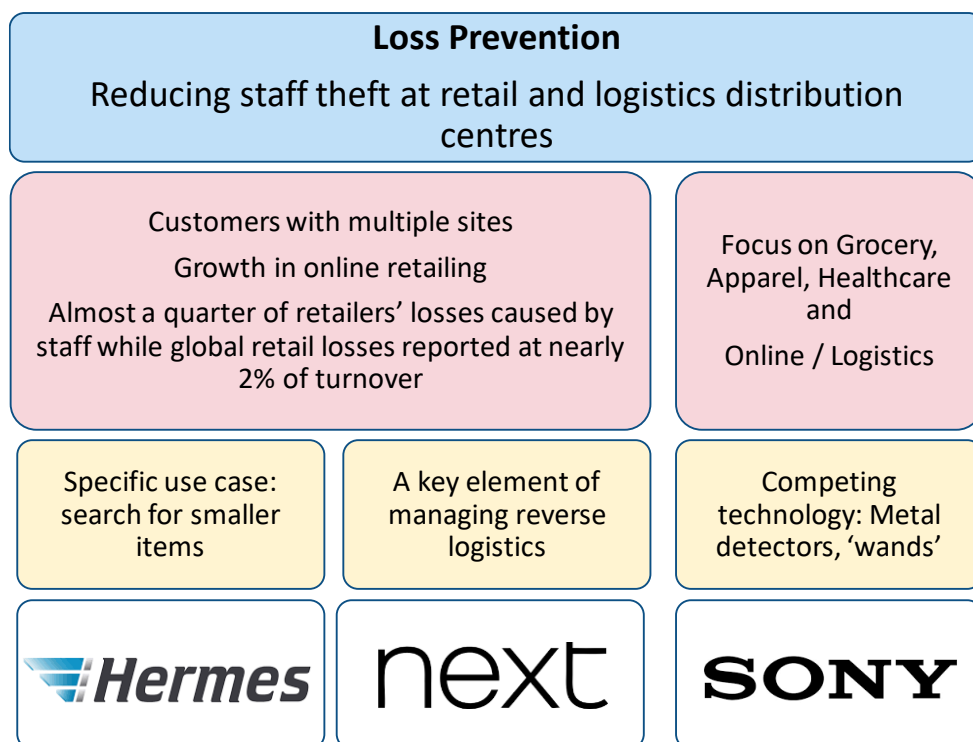 Loss Prevention
Reducing staff theft at retail and logistics distribution
centres
Customers with multiple sites
Growth in online retailing
Almost a quarter of retailers’ losses caused by
staff while global retail losses reported at nearly
2% of turnover
Focus on Grocery,
Apparel, Healthcare
and
Online / Logistics
Specific use case:
search for smaller
items
A key element of
managing reverse
logistics
Competing
technology: Metal
detectors, ‘wands’
Hermes
next
SONY